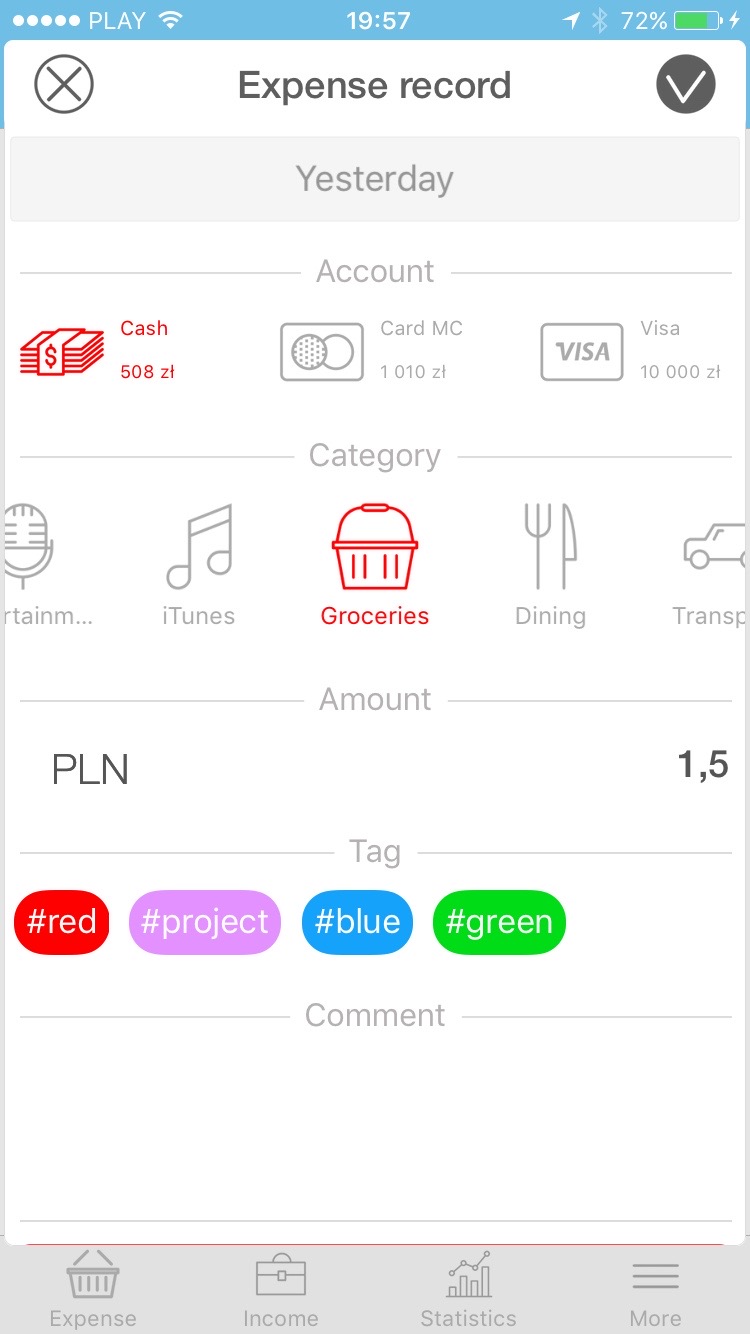 PLAY 19:57 72%
Expense record
Yesterday
Account
Cash
508 zł
Card MC
1 010 zł
VISA
Visa
10 000 zł
Category
rtainm...
iTunes
Groceries
Dining
Transp
Amount
PLN 1,5
Tag
#red #project #blue #green
Comment
Expense Income Statistics More